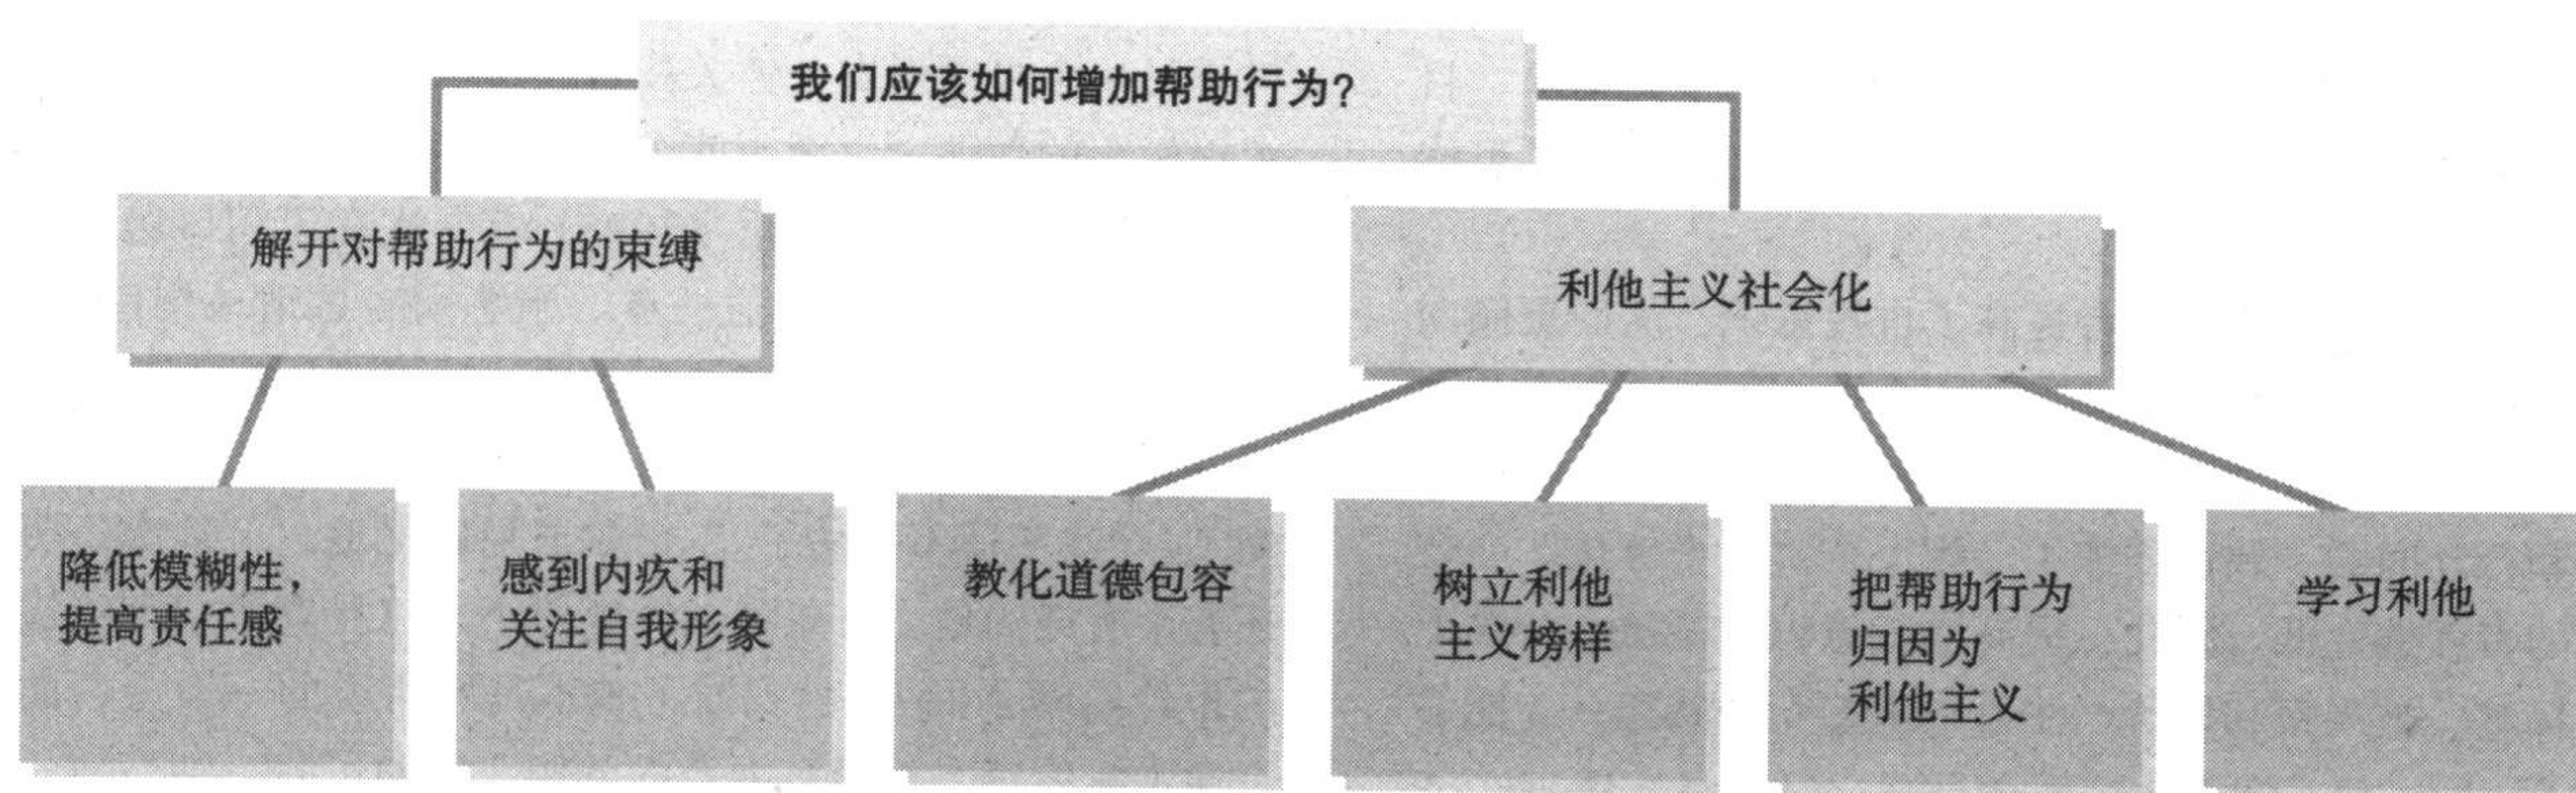 我们应该如何增加帮助行为?
解开对帮助行为的束缚
利他主义社会化
降低模糊性，
提高责任感
感到内疚和
关注自我形象
教化道德包容
树立利他
主义榜样
把帮助行为
归因为
利他主义
学习利他